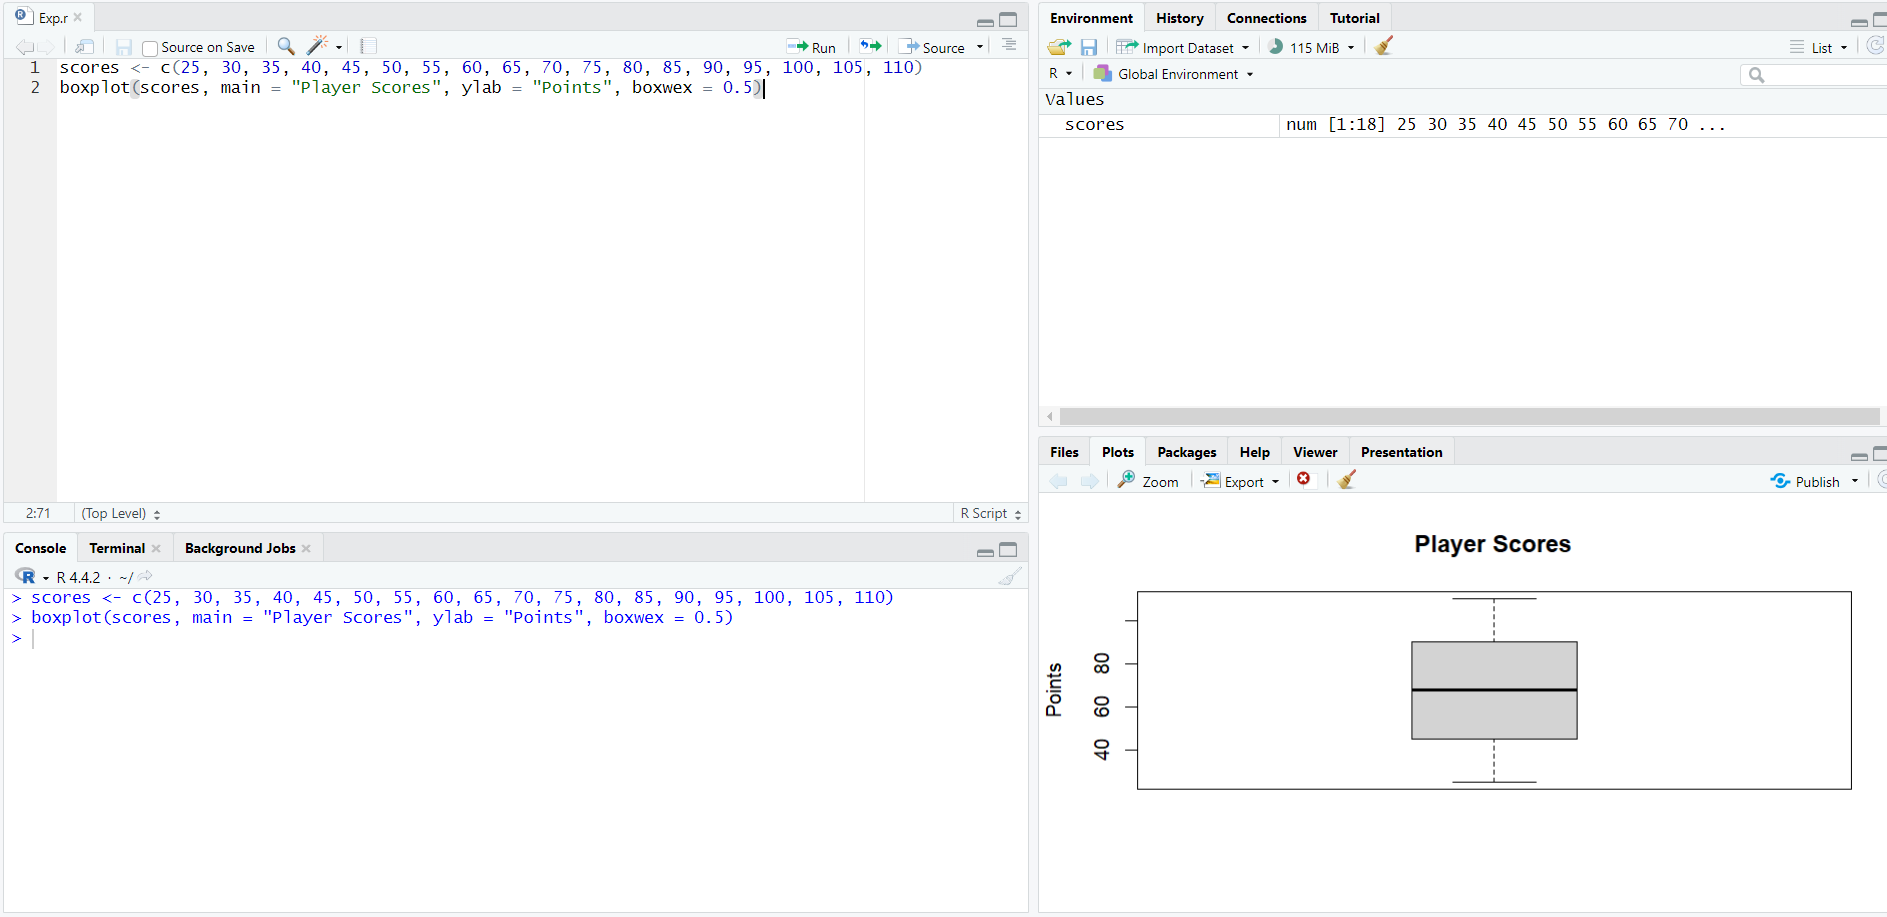 Exp.r
Source on Save
Run
Source
1 scores <- c(25, 30, 35, 40, 45, 50, 55, 60, 65, 70, 75, 80, 85, 90, 95, 100, 105, 110)
2 boxplot(scores, main = "Player Scores", ylab = "Points", boxwex = 0.5)
2:71 (Top Level) R Script
Console Terminal Background Jobs
R R 4.4.2 · ~/
> scores <- c(25, 30, 35, 40, 45, 50, 55, 60, 65, 70, 75, 80, 85, 90, 95, 100, 105, 110)
> boxplot(scores, main = "Player Scores", ylab = "Points", boxwex = 0.5)
>
Environment History Connections Tutorial
Import Dataset 115 MiB List
R Global Environment
Values
scores num [1:18] 25 30 35 40 45 50 55 60 65 70 ...
Files Plots Packages Help Viewer Presentation
Zoom Export Publish
Player Scores
Points
80
60
40